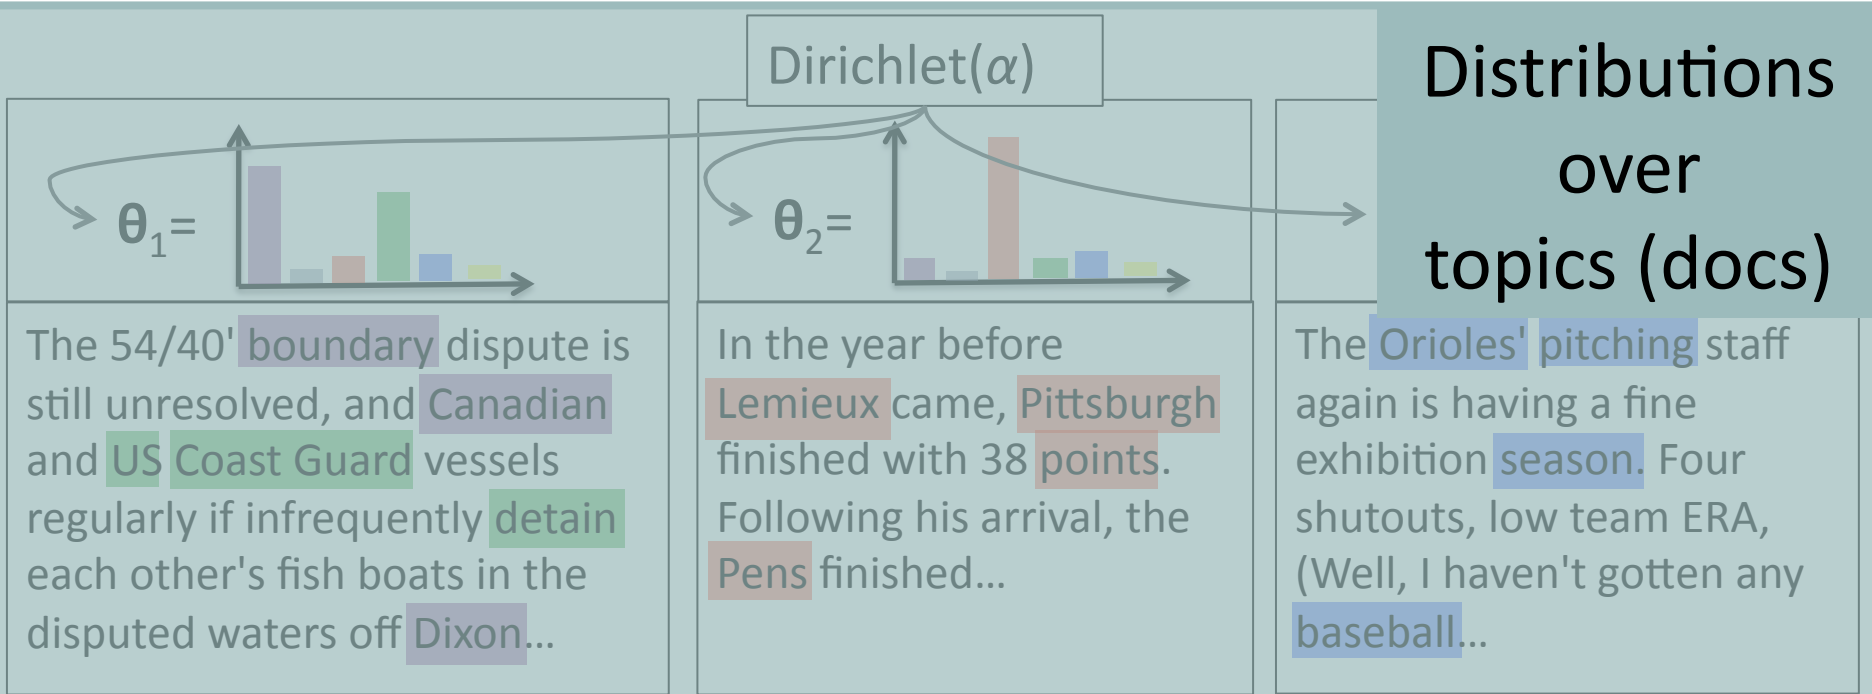 Dirichlet(α)
Distributions
over
topics (docs)
θ1=
θ2=
The 54/40' boundary dispute is
still unresolved, and Canadian
and US Coast Guard vessels
regularly if infrequently detain
each other's fish boats in the
disputed waters off Dixon...
In the year before
Lemieux came, Pittsburgh
finished with 38 points.
Following his arrival, the
Pens finished...
The Orioles' pitching staff
again is having a fine
exhibition season. Four
shutouts, low team ERA,
(Well, I haven't gotten any
baseball...